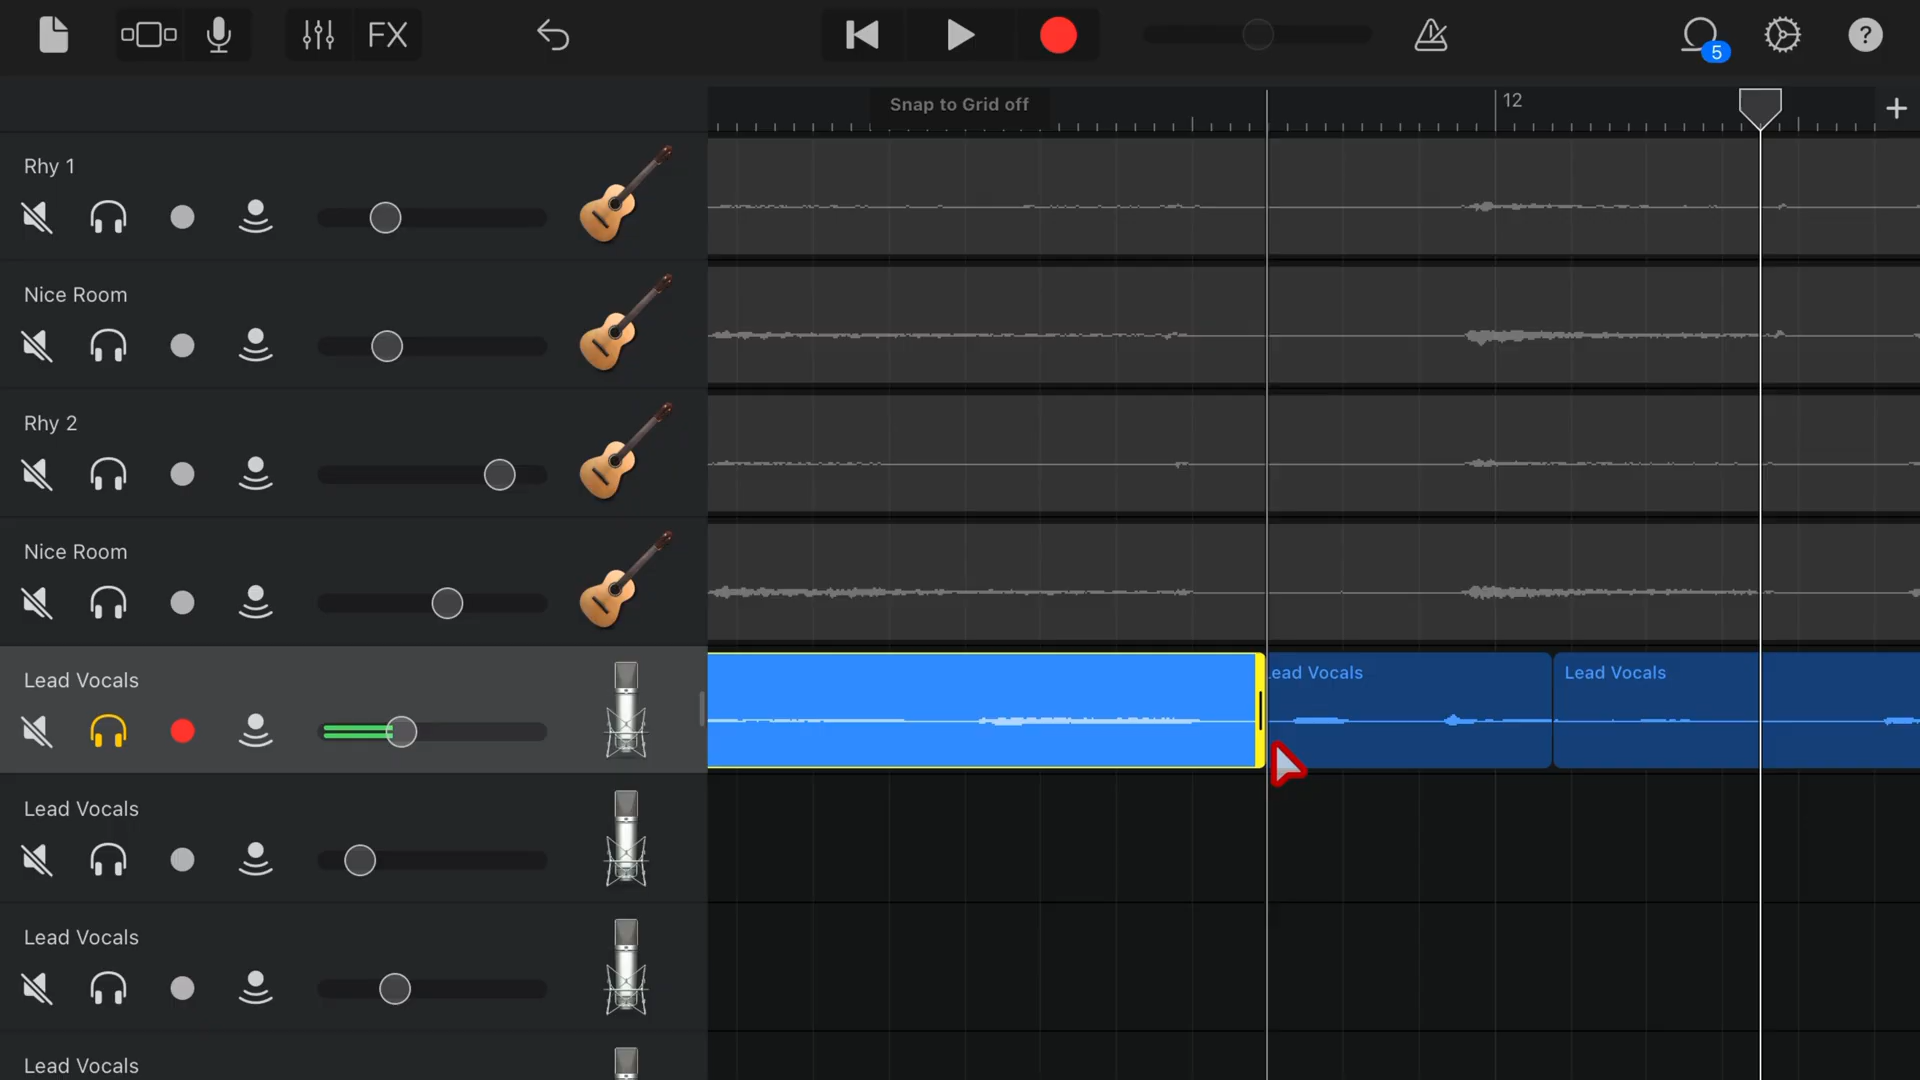 FX
5
?
Snap to Grid off
12
Rhy 1
Nice Room
Rhy 2
Nice Room
Lead Vocals
ead Vocals
Lead Vocals
Lead Vocals
Lead Vocals
Lead Vocals